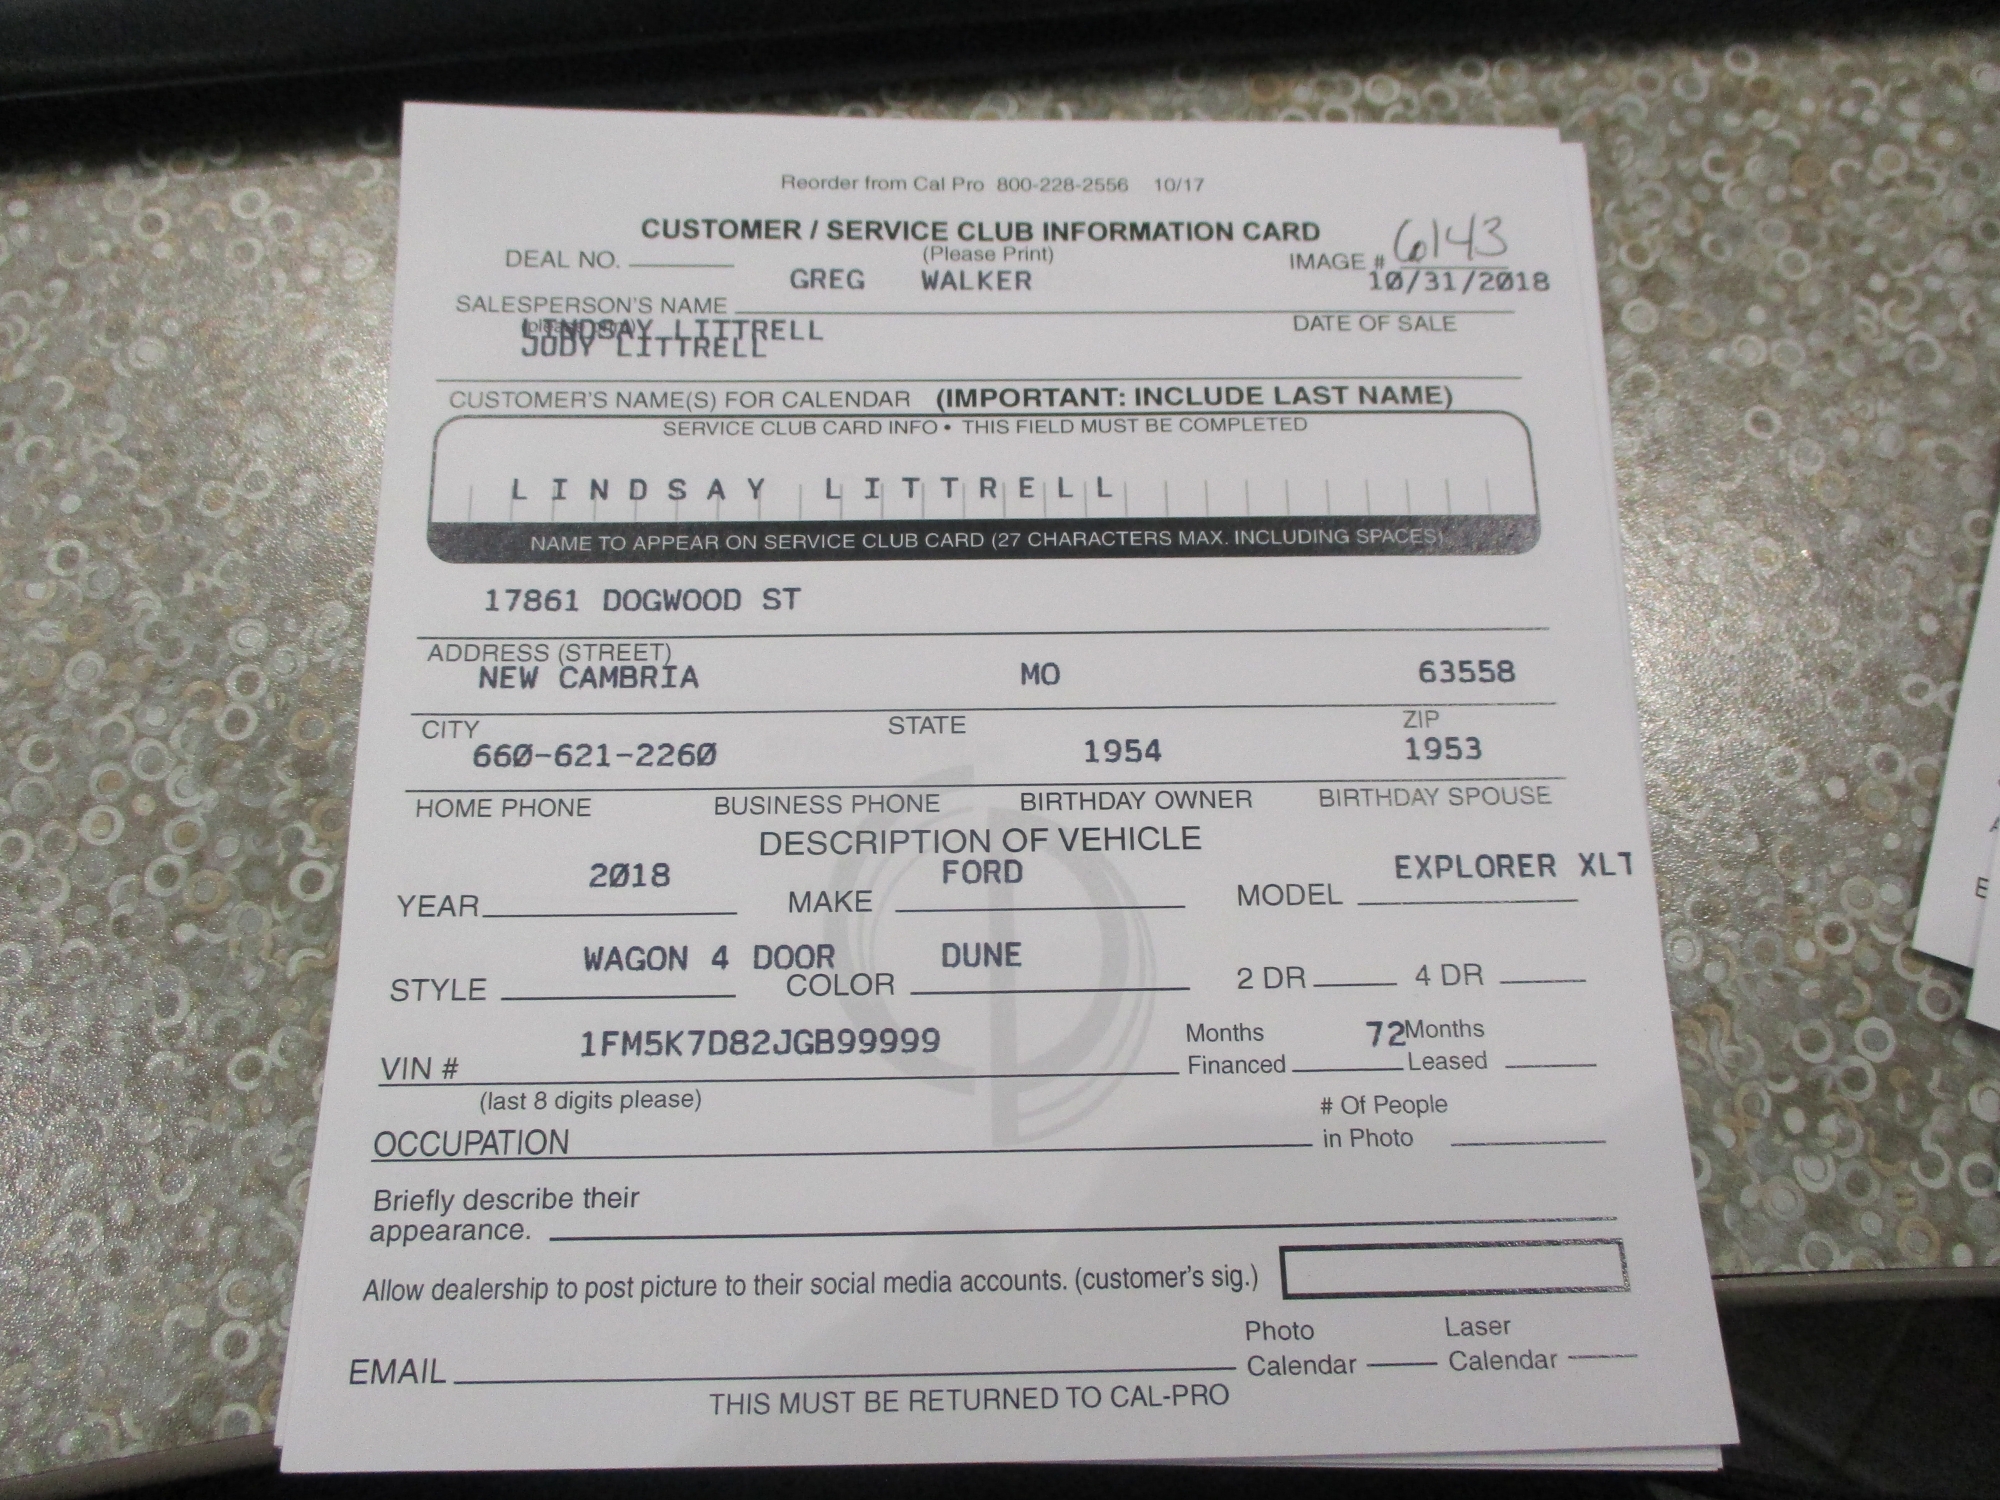 Reorder from Cal Pro 800-228-2556 10/17
CUSTOMER / SERVICE CLUB INFORMATION CARD
DEAL NO. (Please Print) IMAGE # 6143
GREG WALKER 10/31/2018
SALESPERSON'S NAME
(please print) DATE OF SALE
LINDSAY LITTRELL
JODY LITTRELL
CUSTOMER'S NAME(S) FOR CALENDAR (IMPORTANT: INCLUDE LAST NAME)
SERVICE CLUB CARD INFO • THIS FIELD MUST BE COMPLETED
LINDSAY LITTRELL
NAME TO APPEAR ON SERVICE CLUB CARD (27 CHARACTERS MAX. INCLUDING SPACES)
17861 DOGWOOD ST
ADDRESS (STREET)
NEW CAMBRIA MO 63558
CITY STATE ZIP
660-621-2260 1954 1953
HOME PHONE BUSINESS PHONE BIRTHDAY OWNER BIRTHDAY SPOUSE
DESCRIPTION OF VEHICLE
2018 FORD EXPLORER XLT
YEAR MAKE MODEL
WAGON 4 DOOR DUNE
STYLE COLOR 2 DR 4 DR
1FM5K7D82JGB99999 Months 72 Months
VIN # Financed Leased
(last 8 digits please) # Of People
OCCUPATION in Photo
Briefly describe their
appearance.
Allow dealership to post picture to their social media accounts. (customer's sig.)
Photo Laser
EMAIL Calendar Calendar
THIS MUST BE RETURNED TO CAL-PRO